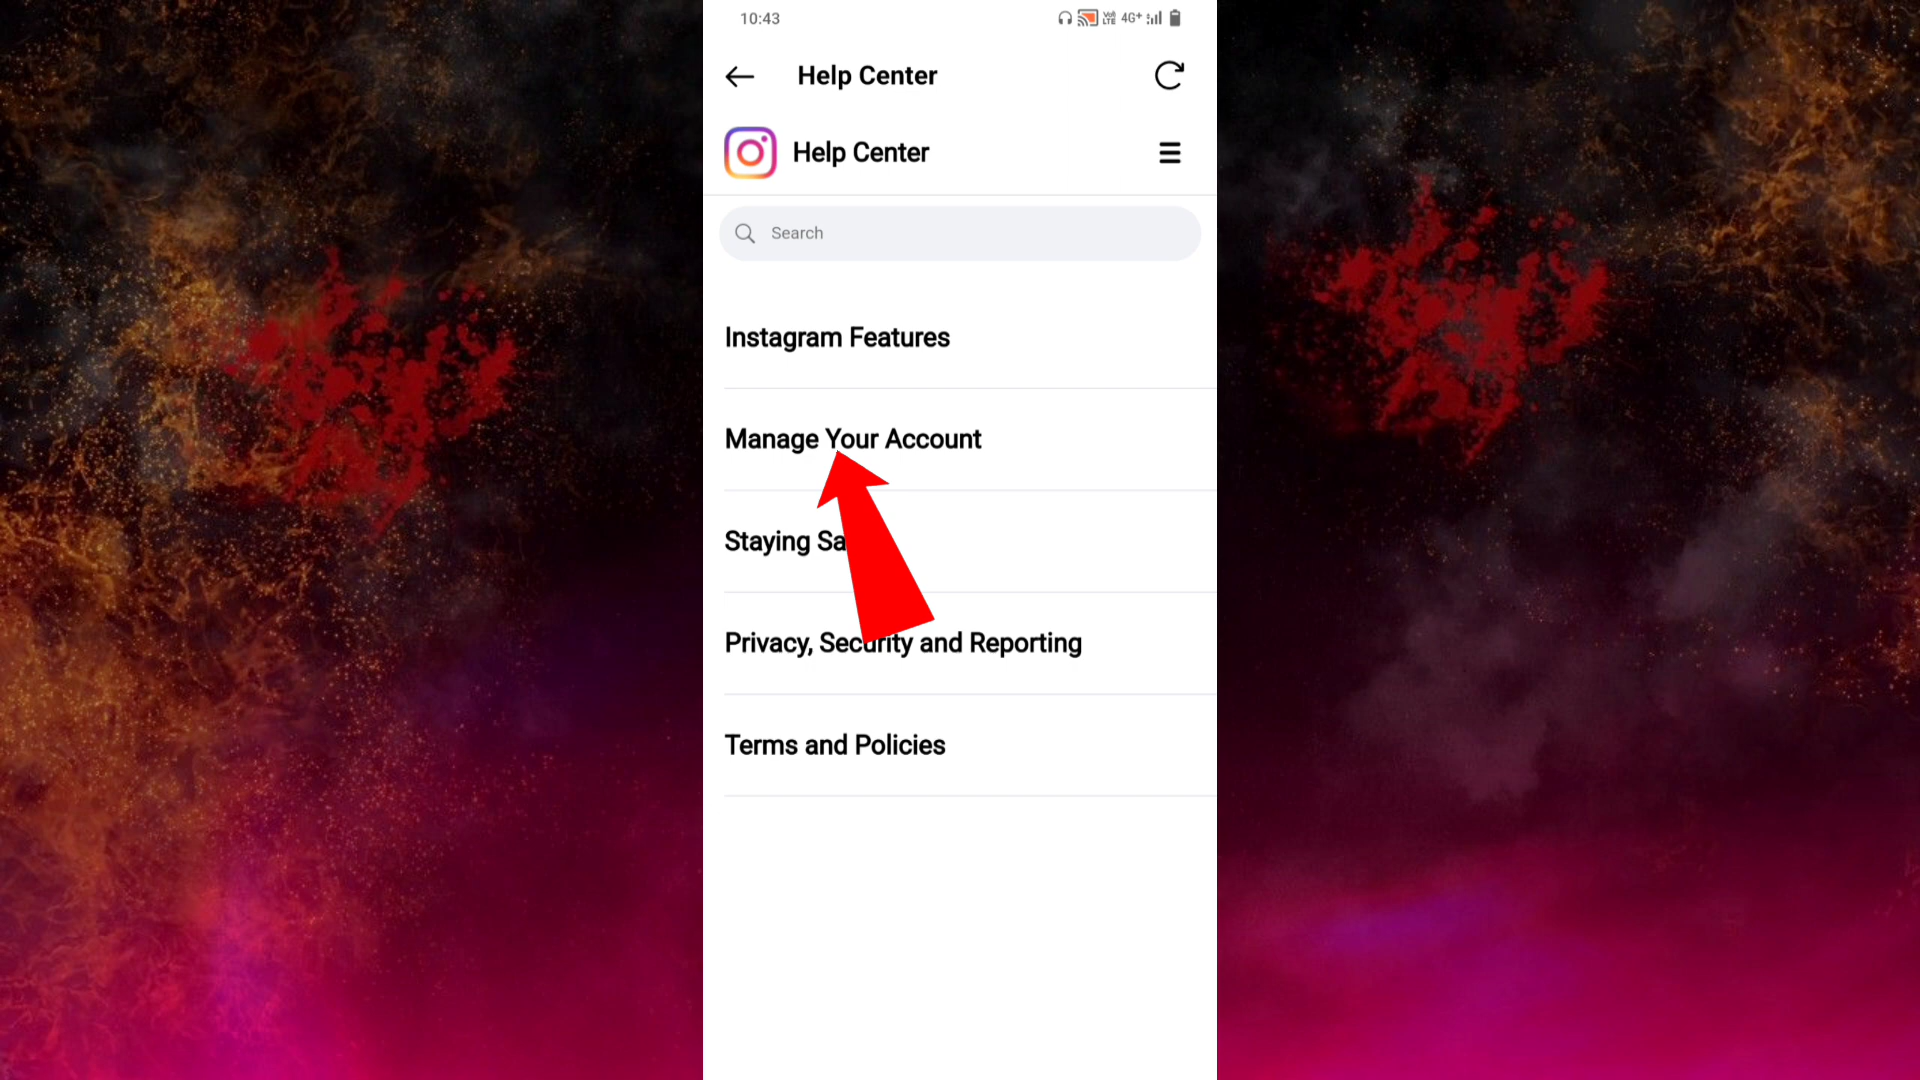 10:43 4G+
Help Center
Help Center
Search
Instagram Features
Manage Your Account
Staying Sa
Privacy, Security and Reporting
Terms and Policies